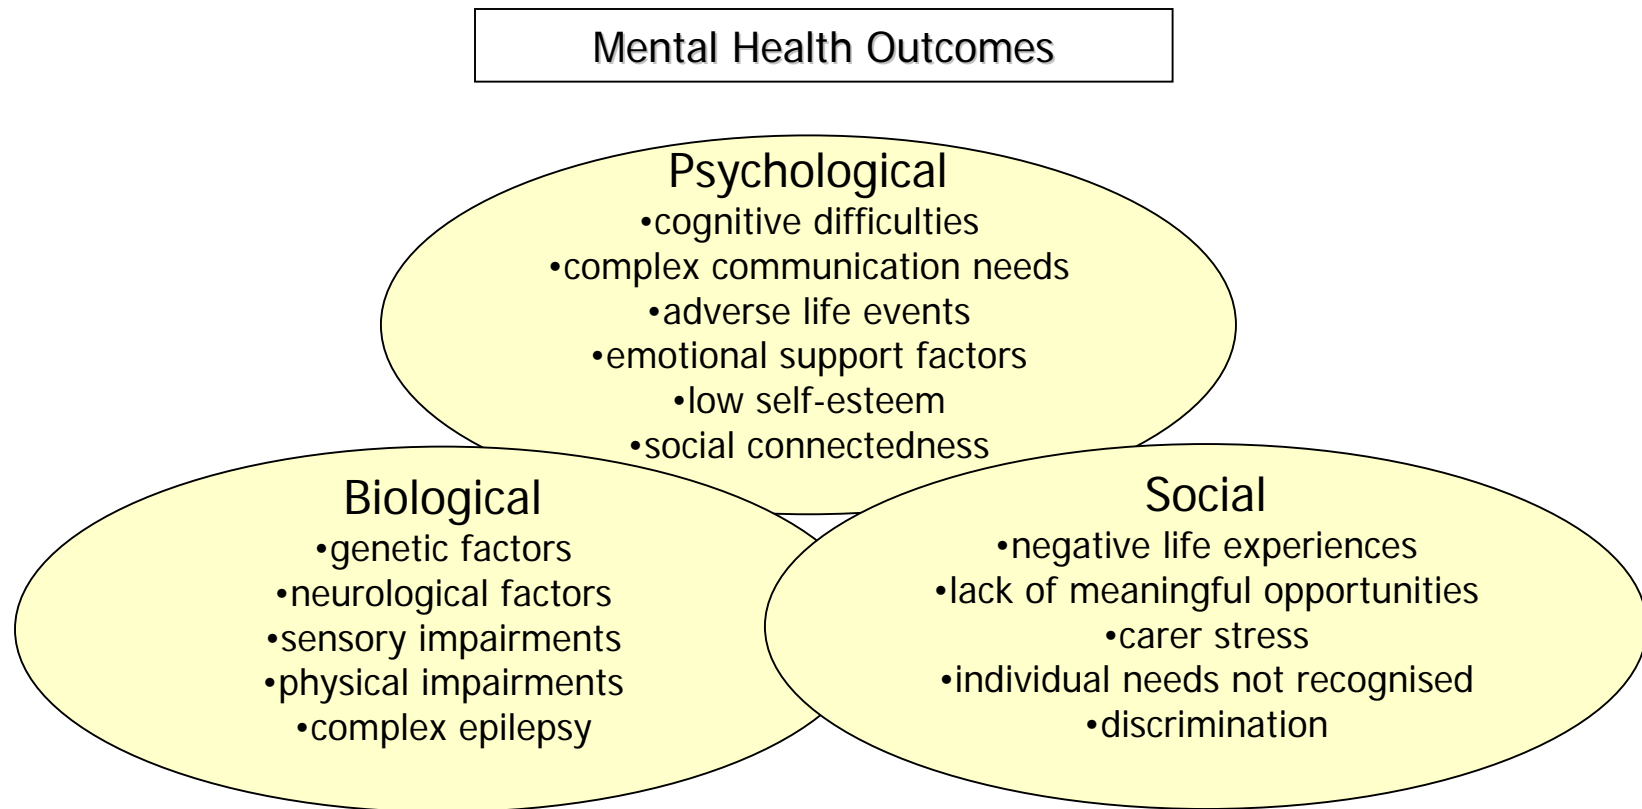 Mental Health Outcomes
Psychological
•cognitive difficulties
•complex communication needs
•adverse life events
•emotional support factors
•low self-esteem
•social connectedness
Biological
•genetic factors
•neurological factors
•sensory impairments
•physical impairments
•complex epilepsy
Social
•negative life experiences
•lack of meaningful opportunities
•carer stress
•individual needs not recognised
•discrimination